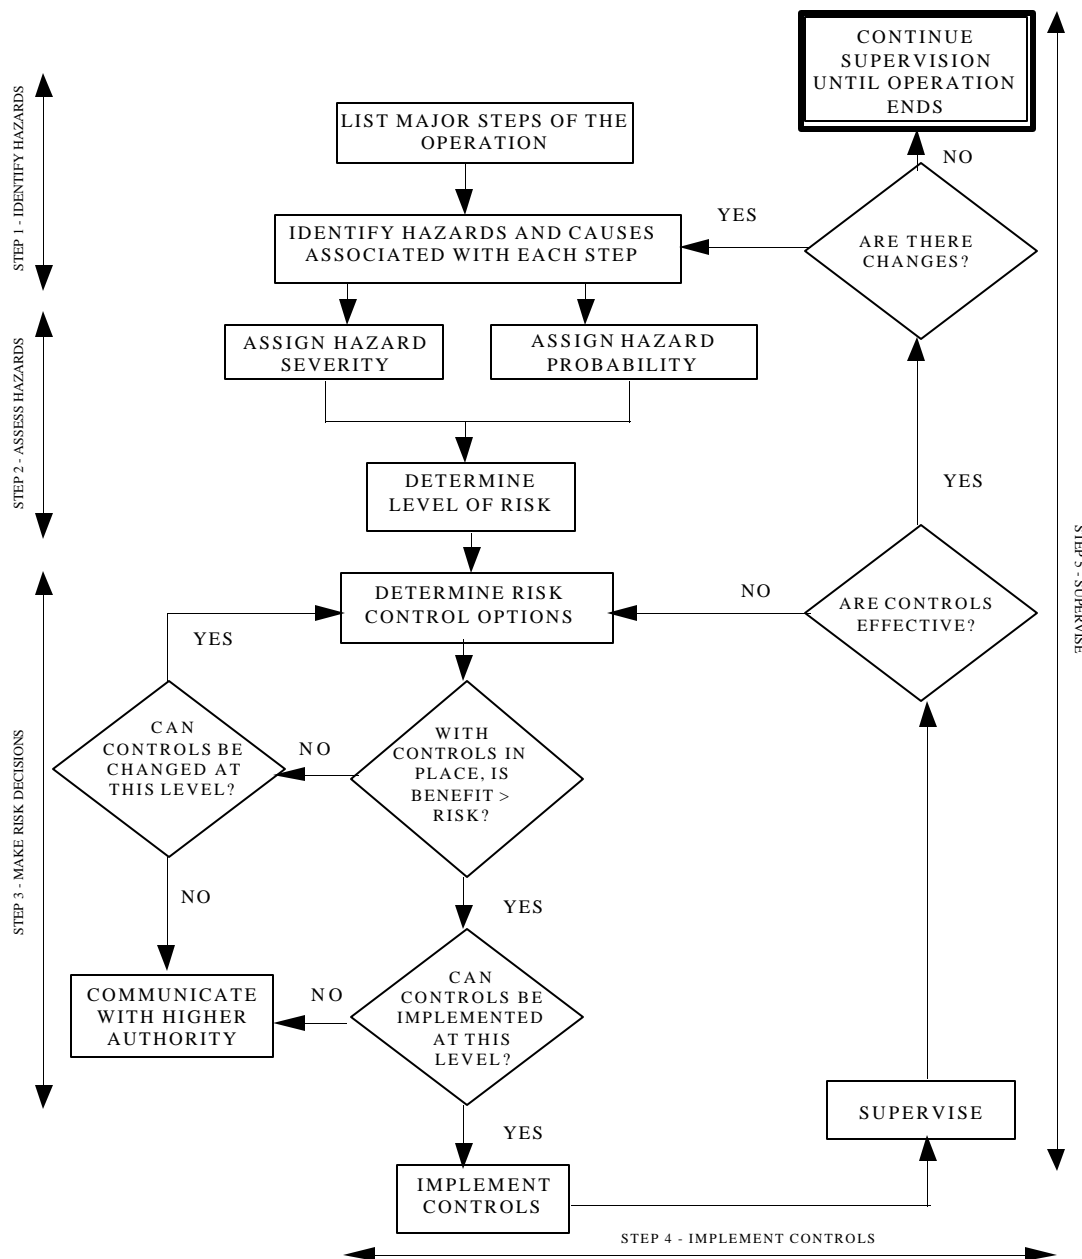 CONTINUE
SUPERVISION
UNTIL OPERATION
ENDS
STEP 1 - IDENTIFY HAZARDS
LIST MAJOR STEPS OF THE
OPERATION
NO
YES
IDENTIFY HAZARDS AND CAUSES
ASSOCIATED WITH EACH STEP
ARE THERE
CHANGES?
STEP 2 - ASSESS HAZARDS
ASSIGN HAZARD
SEVERITY
ASSIGN HAZARD
PROBABILITY
DETERMINE
LEVEL OF RISK
YES
STEP 5 - SUPERVISE
DETERMINE RISK
CONTROL OPTIONS
NO
ARE CONTROLS
EFFECTIVE?
YES
STEP 3 - MAKE RISK DECISIONS
CAN
CONTROLS BE
CHANGED AT
THIS LEVEL?
NO
WITH
CONTROLS IN
PLACE, IS
BENEFIT >
RISK?
NO
YES
COMMUNICATE
WITH HIGHER
AUTHORITY
NO
CAN
CONTROLS BE
IMPLEMENTED
AT THIS
LEVEL?
SUPERVISE
YES
IMPLEMENT
CONTROLS
STEP 4 - IMPLEMENT CONTROLS